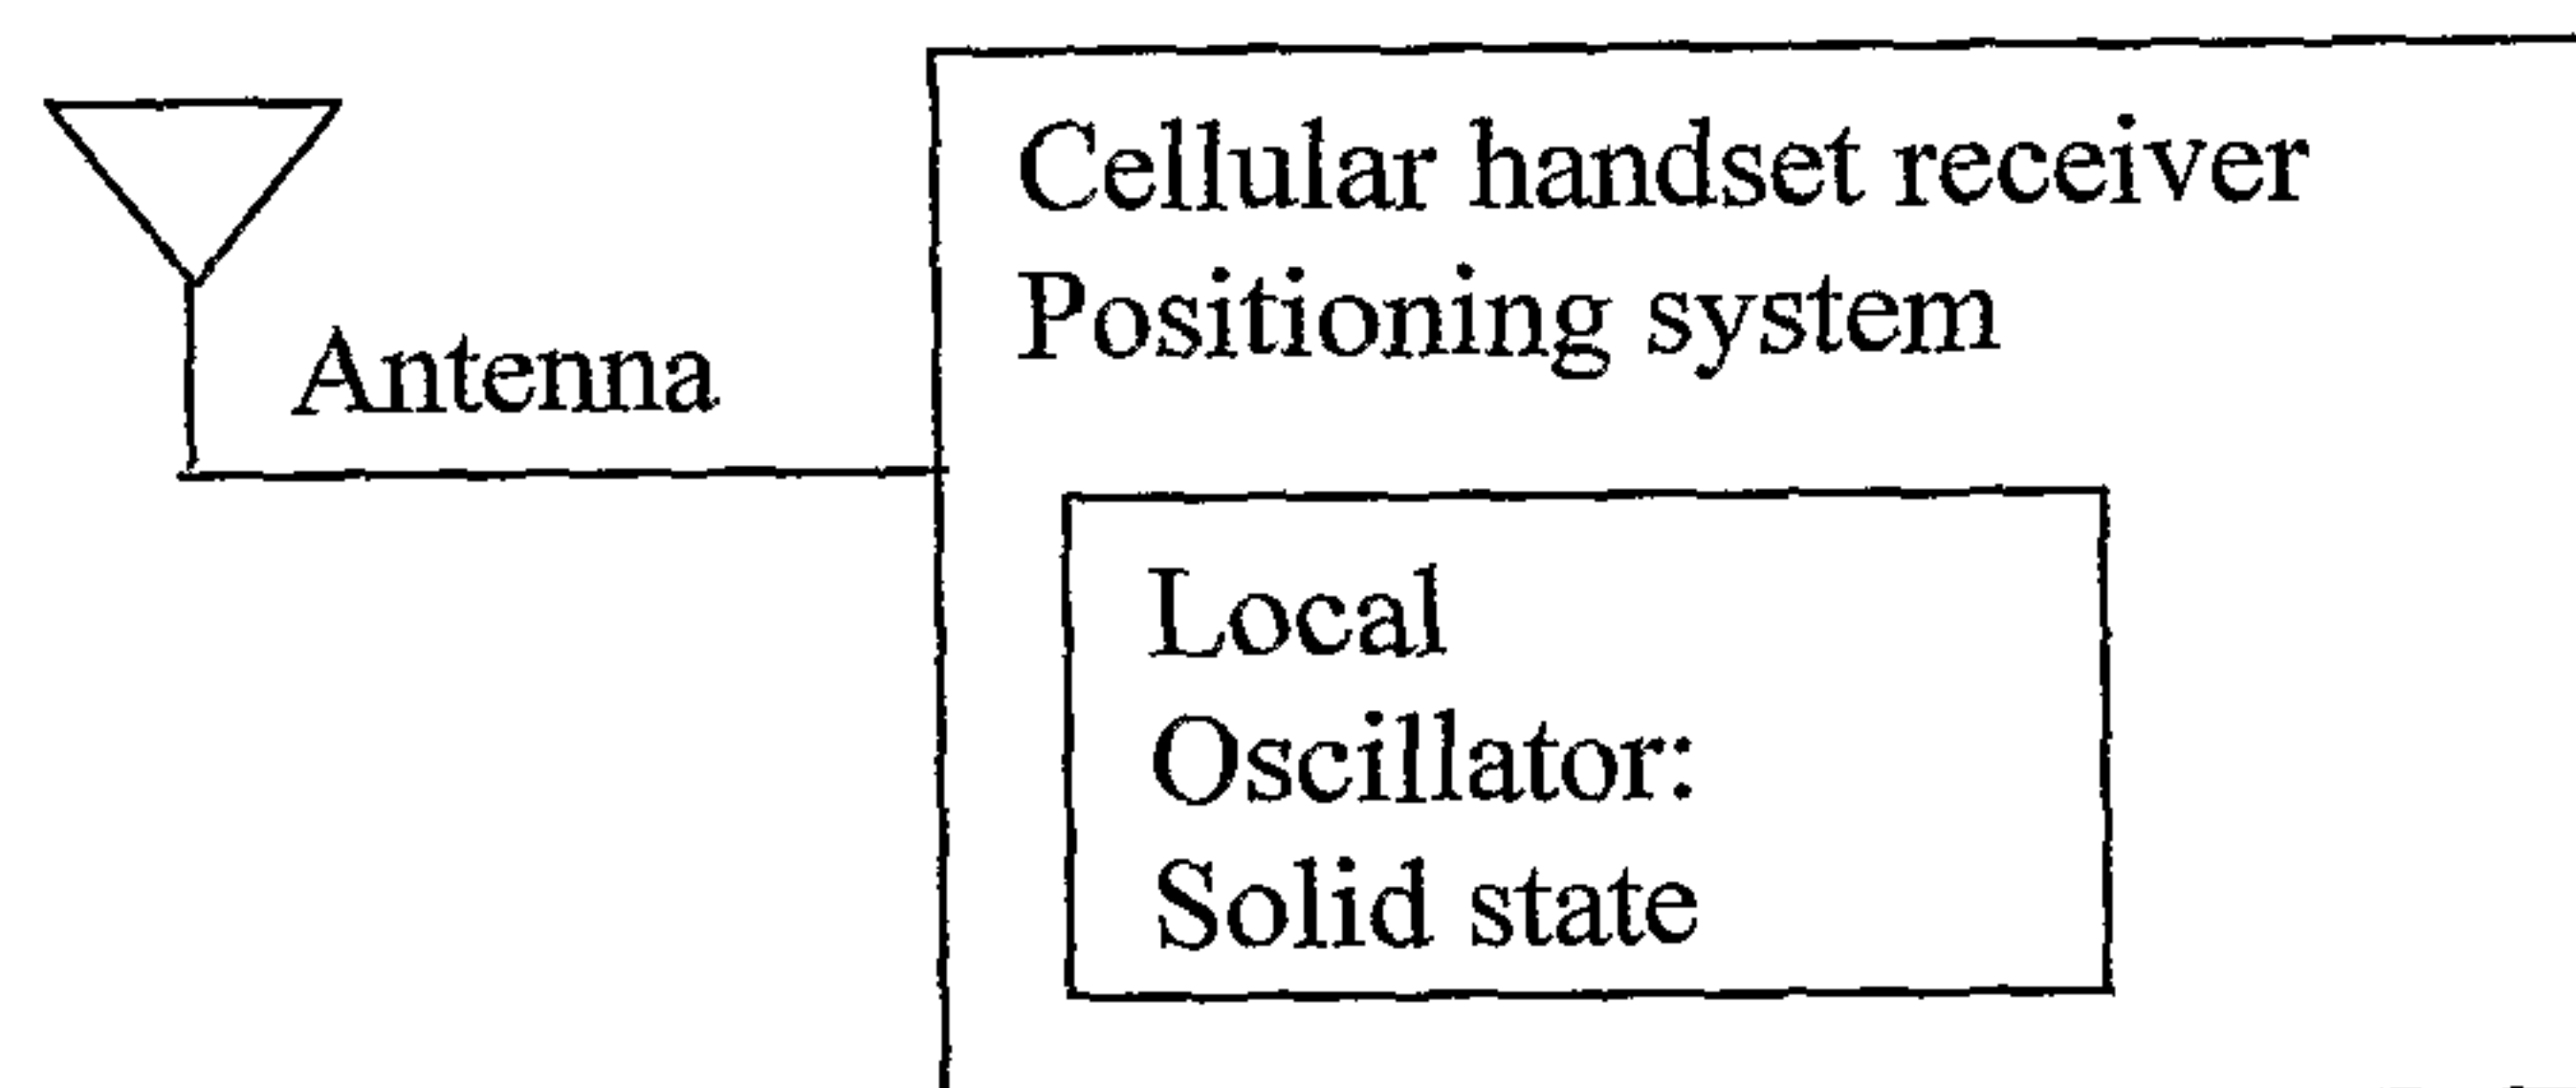 Cellular handset receiver
Positioning system
Antenna
Local
Oscillator:
Solid state